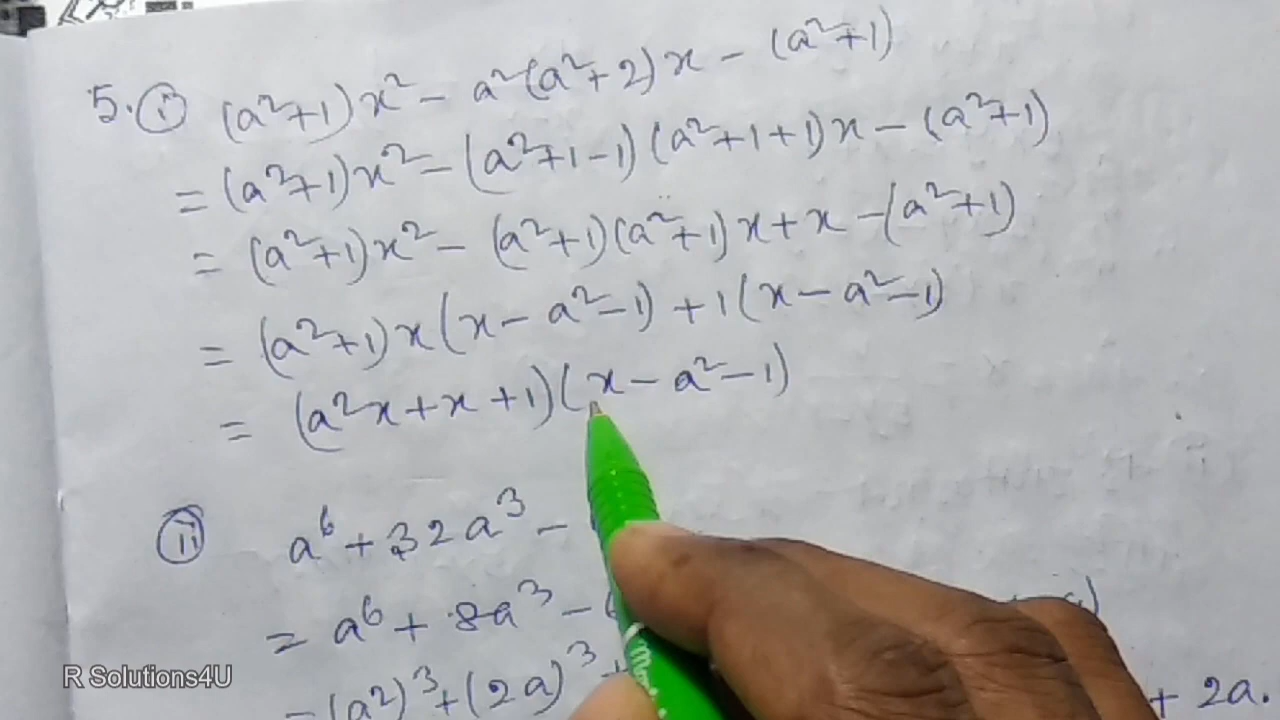 5. (i) (a²+1)x² - a²(a²+2)x - (a²+1)
= (a²+1)x² - (a²+1-1)(a²+1+1)x - (a²+1)
= (a²+1)x² - (a²+1)(a²+1)x + x - (a²+1)
= (a²+1)x(x - a² - 1) + 1(x - a² - 1)
= (a²x + x + 1)(x - a² - 1)
(ii) a⁶ + 32a³ -
= a⁶ + 8a³ -
= (a²)³ + (2a)³ + 2a.
R Solutions4U